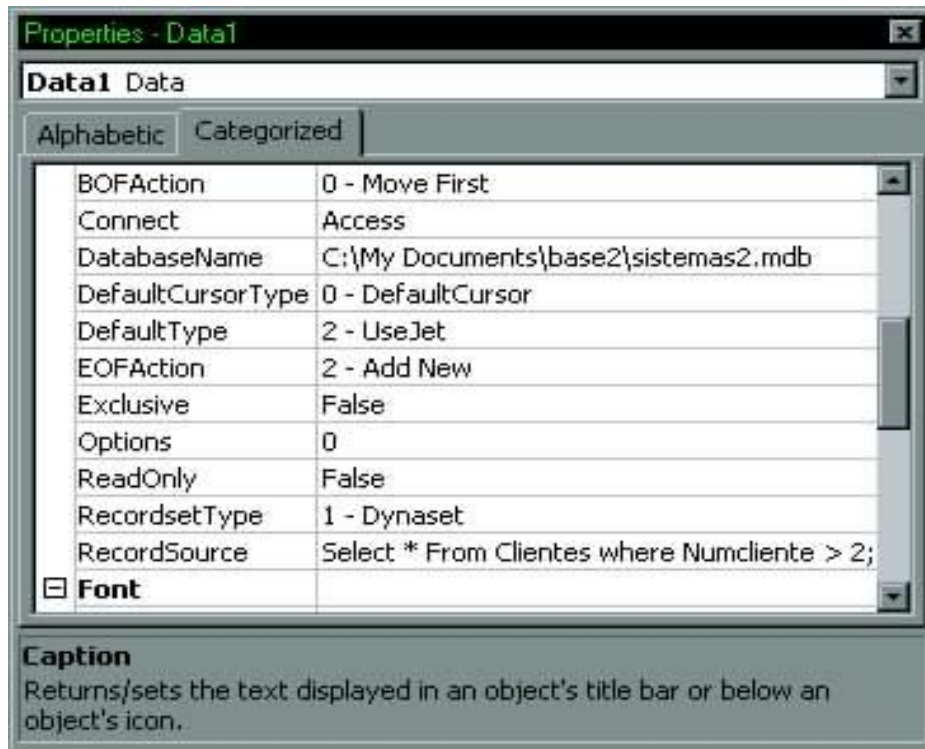 Properties - Data1
Data1 Data
Alphabetic Categorized
BOFAction 0 - Move First
Connect Access
DatabaseName C:\My Documents\base2\sistemas2.mdb
DefaultCursorType 0 - DefaultCursor
DefaultType 2 - UseJet
EOFAction 2 - Add New
Exclusive False
Options 0
ReadOnly False
RecordsetType 1 - Dynaset
RecordSource Select * From Clientes where Numcliente > 2;
Font
Caption
Returns/sets the text displayed in an object's title bar or below an
object's icon.